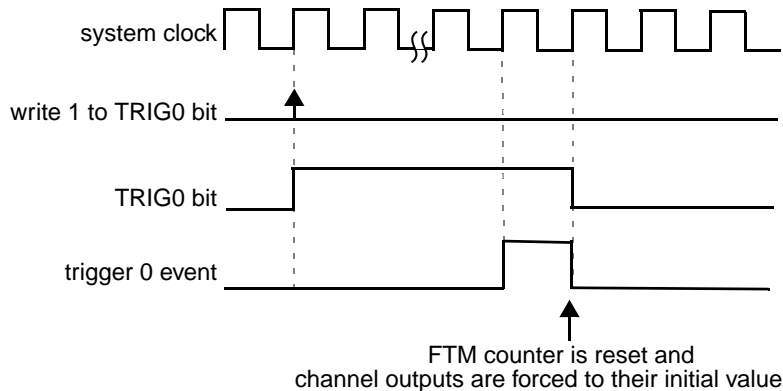 system clock
write 1 to TRIG0 bit
TRIG0 bit
trigger 0 event
FTM counter is reset and
channel outputs are forced to their initial value